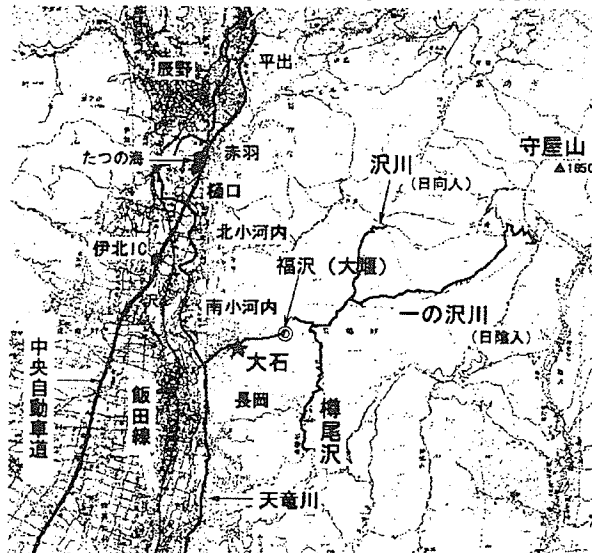 辰野
平出
守屋山
△1650
たつの海
赤羽
沢川
(日向入)
樋口
北小河内
伊北IC
福沢(大堰)
南小河内
一の沢川
(日陰入)
大石
中央自動車道
飯田線
長岡
樽尾沢
天竜川